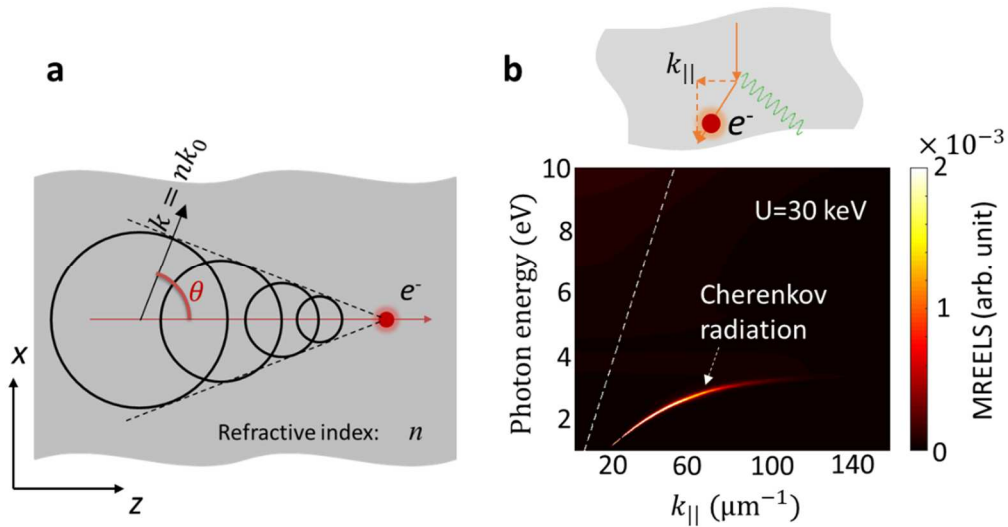 a
k = nk₀
θ
e⁻
x
z
Refractive index: n
b
k||
e⁻
× 10⁻³
U=30 keV
Cherenkov
radiation
Photon energy (eV)
10
8
6
4
2
20 60 100 140
k|| (μm⁻¹)
2
1
0
MREELS (arb. unit)